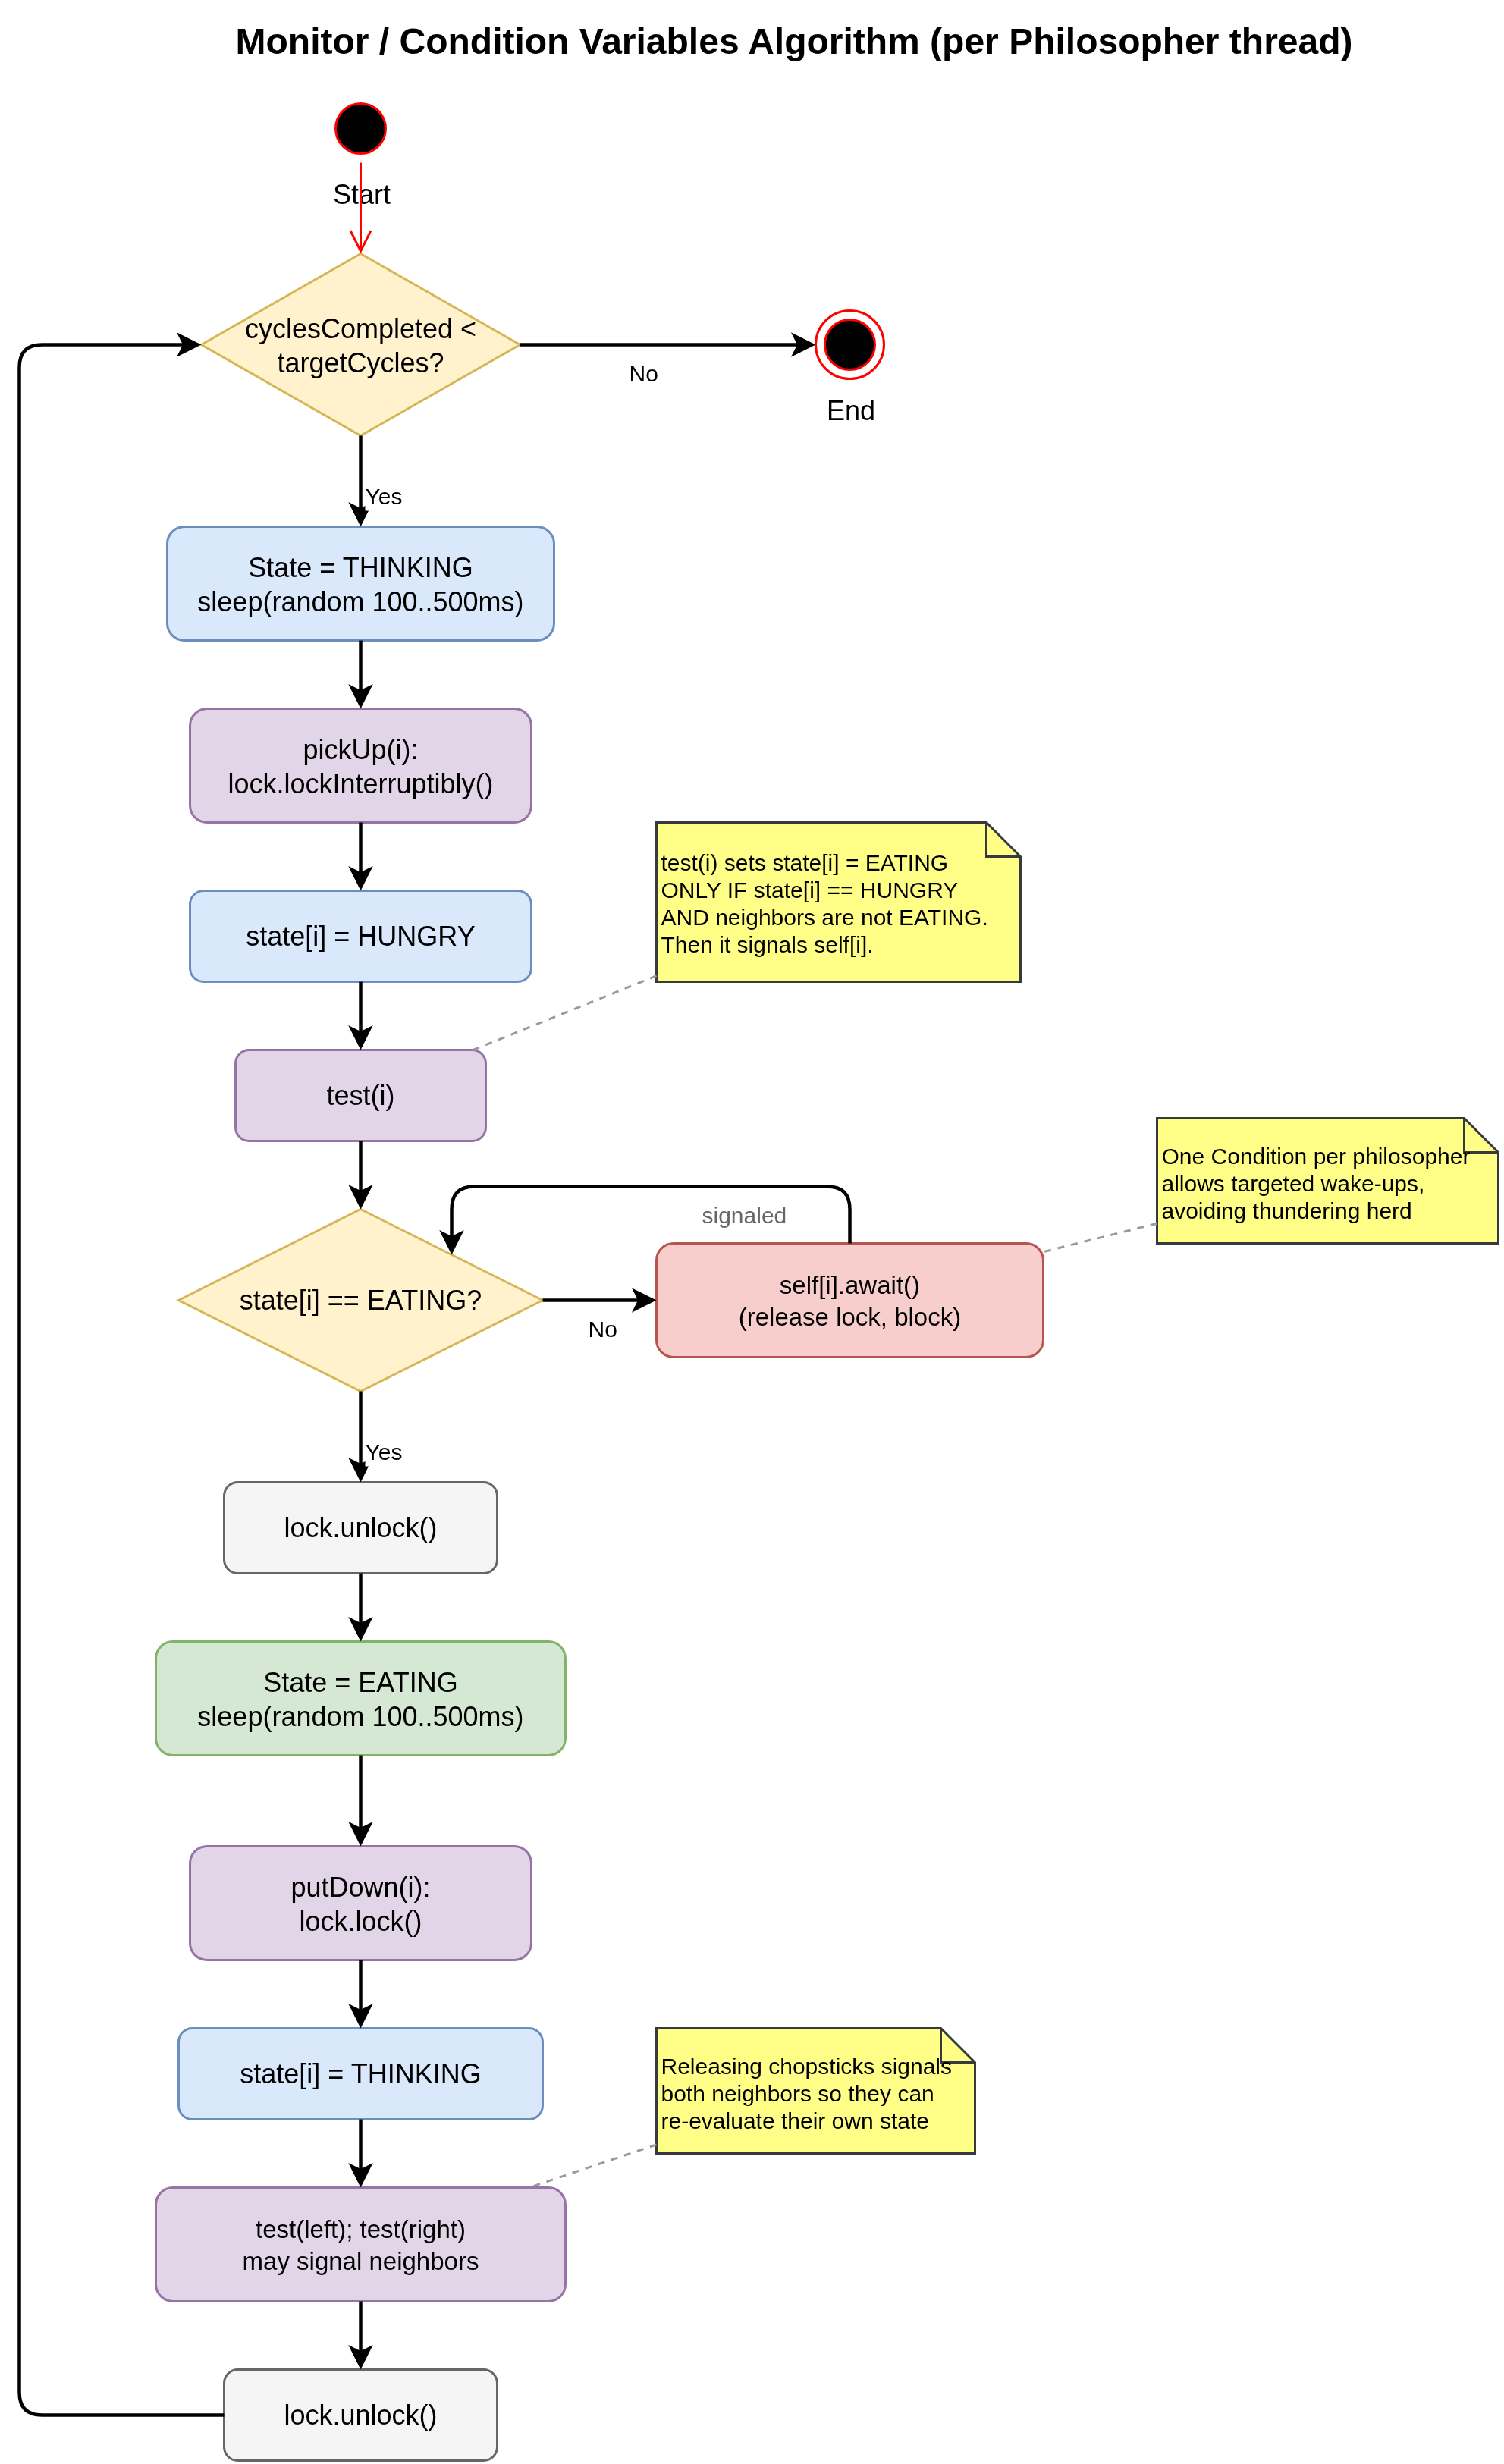 Monitor / Condition Variables Algorithm (per Philosopher thread)
Start
cyclesCompleted <
targetCycles?
No
End
Yes
State = THINKING
sleep(random 100..500ms)
pickUp(i):
lock.lockInterruptibly()
test(i) sets state[i] = EATING
ONLY IF state[i] == HUNGRY
AND neighbors are not EATING.
Then it signals self[i].
state[i] = HUNGRY
test(i)
One Condition per philosopher
allows targeted wake-ups,
avoiding thundering herd
signaled
state[i] == EATING?
No
self[i].await()
(release lock, block)
Yes
lock.unlock()
State = EATING
sleep(random 100..500ms)
putDown(i):
lock.lock()
state[i] = THINKING
Releasing chopsticks signals
both neighbors so they can
re-evaluate their own state
test(left); test(right)
may signal neighbors
lock.unlock()